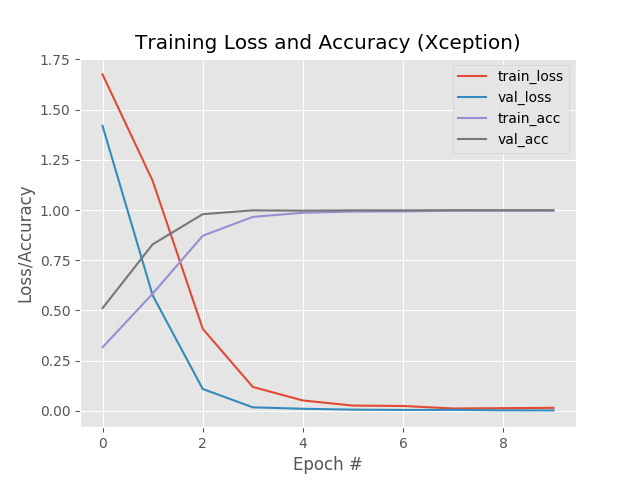 Training Loss and Accuracy (Xception)
1.75
1.50
1.25
1.00
0.75
0.50
0.25
0.00
Loss/Accuracy
train_loss
val_loss
train_acc
val_acc
0 2 4 6 8
Epoch #